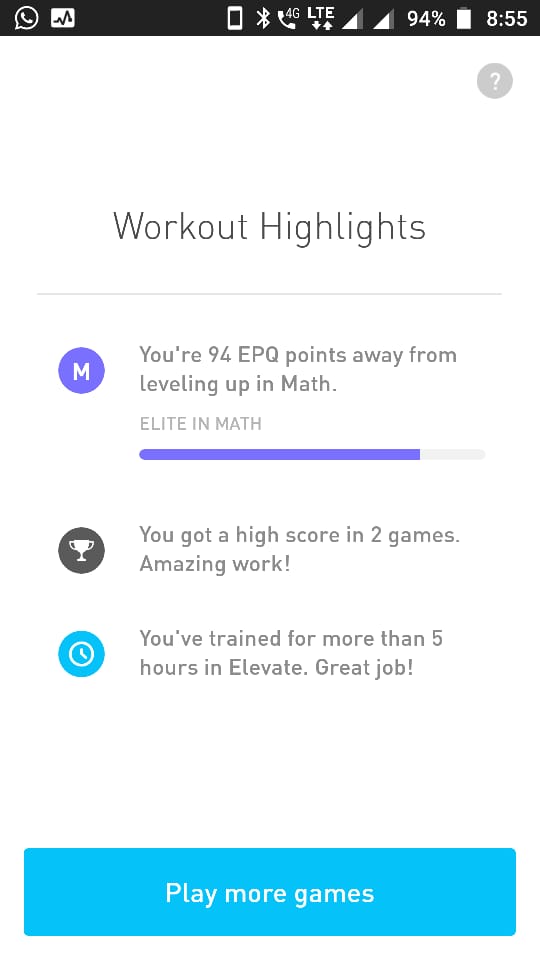 4G LTE 94% 8:55
?
Workout Highlights
M
You're 94 EPQ points away from
leveling up in Math.
ELITE IN MATH
You got a high score in 2 games.
Amazing work!
You've trained for more than 5
hours in Elevate. Great job!
Play more games